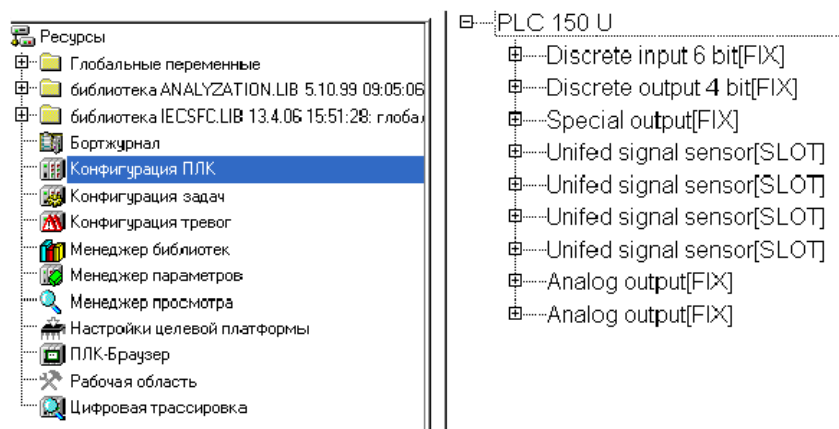 Ресурсы
Глобальные переменные
библиотека ANALYZATION.LIB 5.10.99 09:05:06
библиотека IECSFC.LIB 13.4.06 15:51:28: глоба
Бортжурнал
Конфигурация ПЛК
Конфигурация задач
Конфигурация тревог
Менеджер библиотек
Менеджер параметров
Менеджер просмотра
Настройки целевой платформы
ПЛК-Браузер
Рабочая область
Цифровая трассировка
PLC 150 U
Discrete input 6 bit[FIX]
Discrete output 4 bit[FIX]
Special output[FIX]
Unifed signal sensor[SLOT]
Unifed signal sensor[SLOT]
Unifed signal sensor[SLOT]
Unifed signal sensor[SLOT]
Analog output[FIX]
Analog output[FIX]